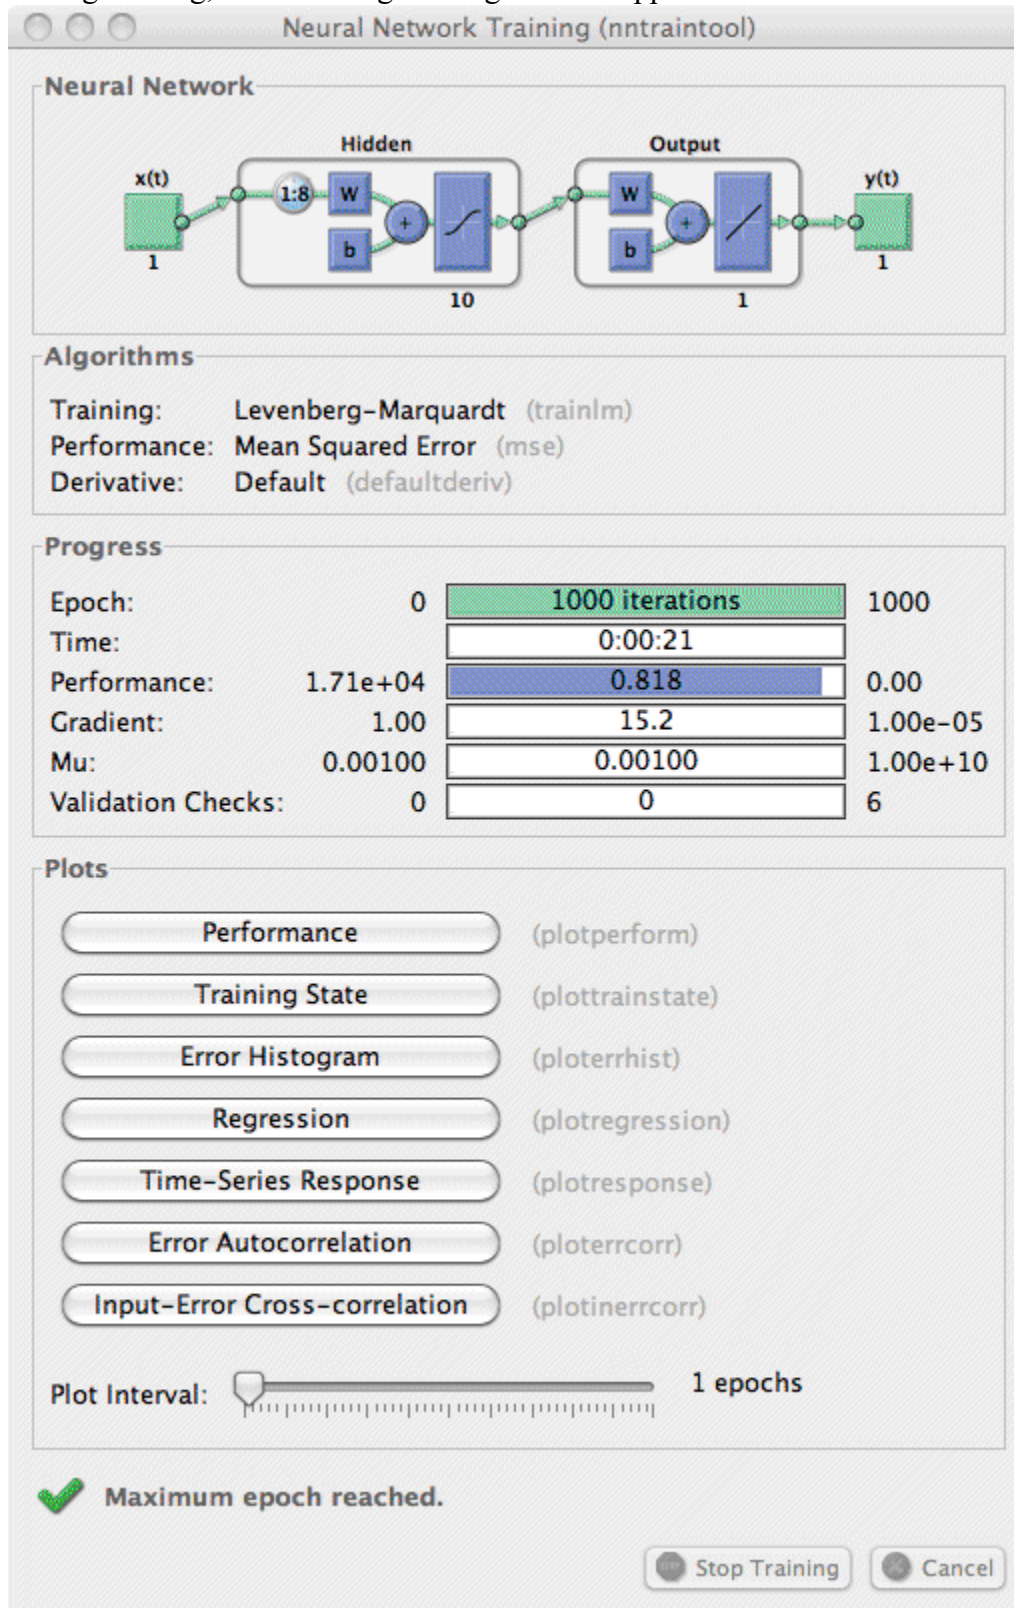 Neural Network Training (nntraintool)
Neural Network
Hidden
Output
x(t)
1:8
W
b
+
10
W
b
+
1
y(t)
1
1
Algorithms
Training: Levenberg-Marquardt (trainlm)
Performance: Mean Squared Error (mse)
Derivative: Default (defaultderiv)
Progress
Epoch: 0 1000 iterations 1000
Time: 0:00:21
Performance: 1.71e+04 0.818 0.00
Gradient: 1.00 15.2 1.00e-05
Mu: 0.00100 0.00100 1.00e+10
Validation Checks: 0 0 6
Plots
Performance (plotperform)
Training State (plottrainstate)
Error Histogram (ploterrhist)
Regression (plotregression)
Time-Series Response (plotresponse)
Error Autocorrelation (ploterrcorr)
Input-Error Cross-correlation (plotinerrcorr)
Plot Interval: 1 epochs
Maximum epoch reached.
Stop Training Cancel